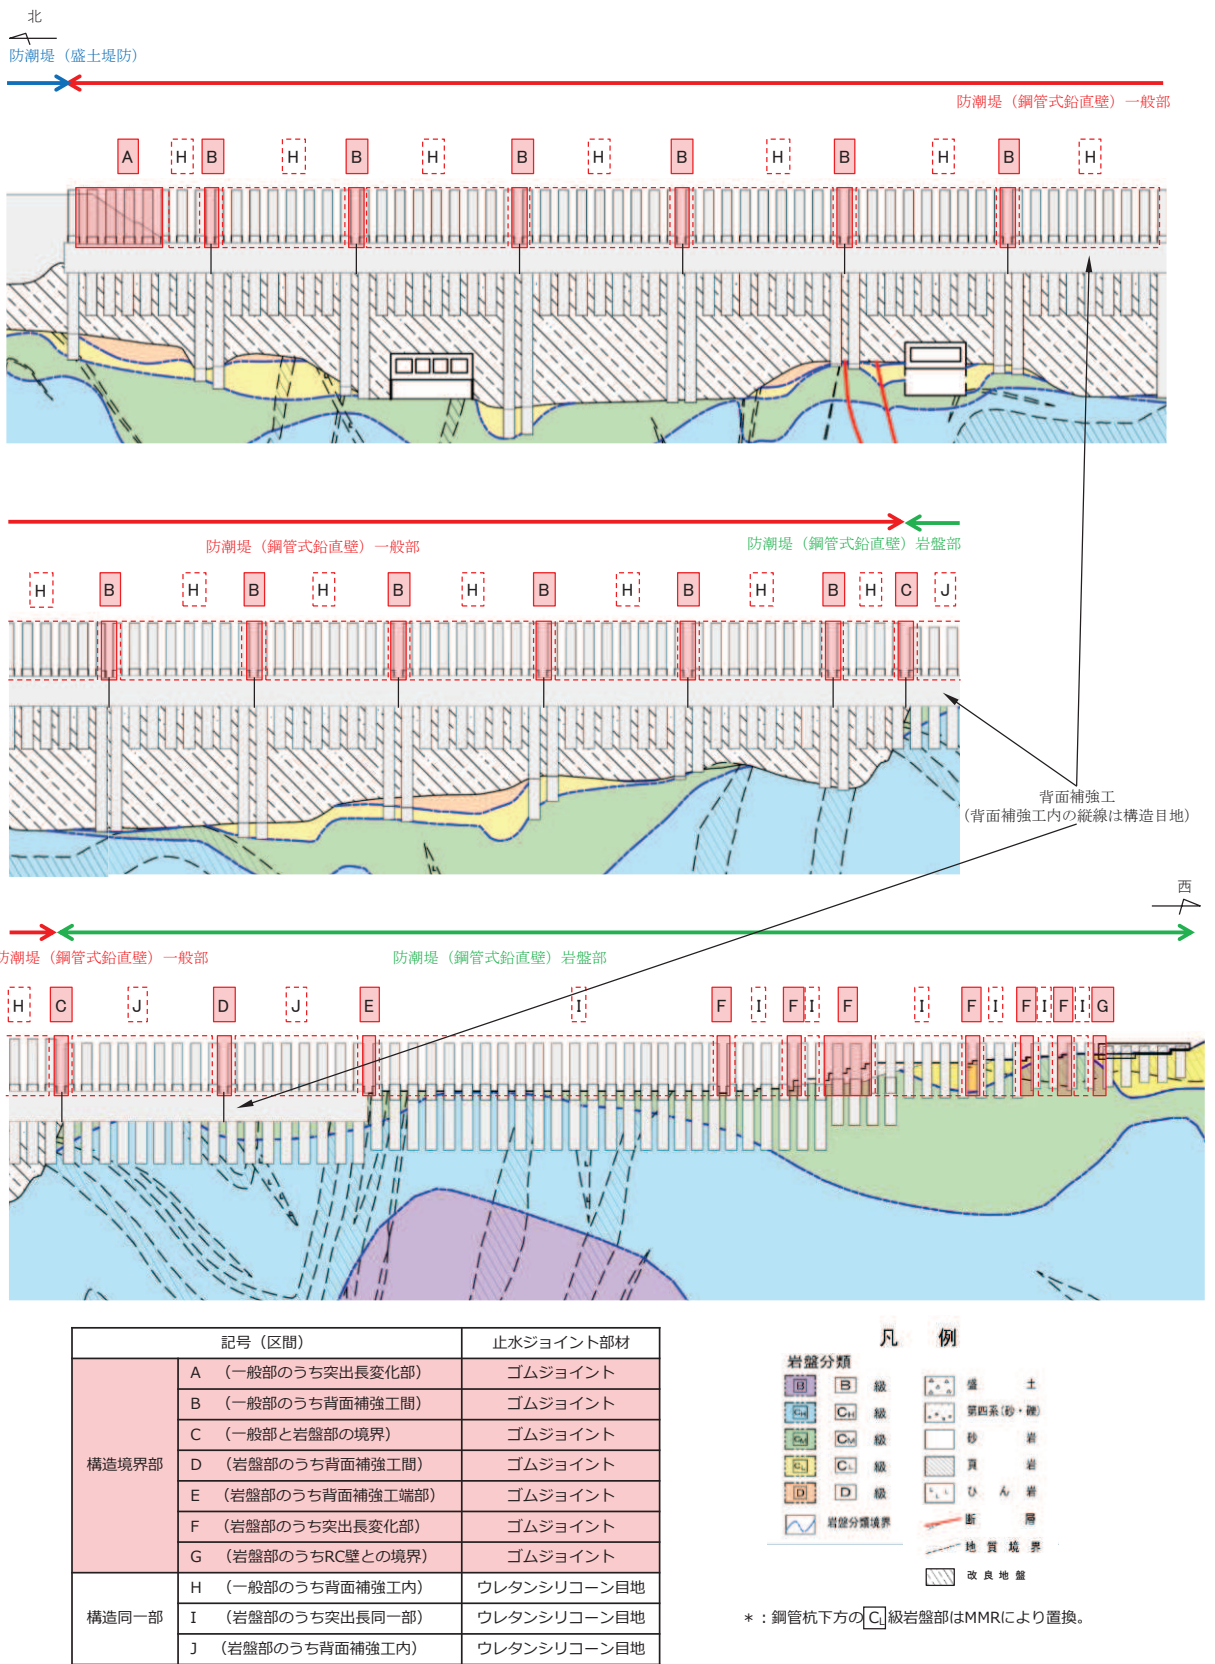 北
防潮堤（盛土堤防）
防潮堤（鋼管式鉛直壁）一般部
A H B H B H B H B H B H B H
防潮堤（鋼管式鉛直壁）一般部
防潮堤（鋼管式鉛直壁）岩盤部
H B H B H B H B H B H B H C J
背面補強工
（背面補強工内の縦線は構造目地）
西
防潮堤（鋼管式鉛直壁）一般部
防潮堤（鋼管式鉛直壁）岩盤部
H C J D J E I F I F I F I F I F I F I G
記号（区間） 止水ジョイント部材
構造境界部
A （一般部のうち突出長変化部） ゴムジョイント
B （一般部のうち背面補強工間） ゴムジョイント
C （一般部と岩盤部の境界） ゴムジョイント
D （岩盤部のうち背面補強工間） ゴムジョイント
E （岩盤部のうち背面補強工端部） ゴムジョイント
F （岩盤部のうち突出長変化部） ゴムジョイント
G （岩盤部のうちRC壁との境界） ゴムジョイント
構造同一部
H （一般部のうち背面補強工内） ウレタンシリコーン目地
I （岩盤部のうち突出長同一部） ウレタンシリコーン目地
J （岩盤部のうち背面補強工内） ウレタンシリコーン目地
凡 例
岩盤分類
B B 級
CH CH 級
CM CM 級
CL CL 級
D D 級
岩盤分類境界
盛 土
第四系(砂・礫)
砂 岩
頁 岩
ひ ん 岩
断 層
地 質 境 界
改 良 地 盤
＊：鋼管杭下方のCL級岩盤部はMMRにより置換。